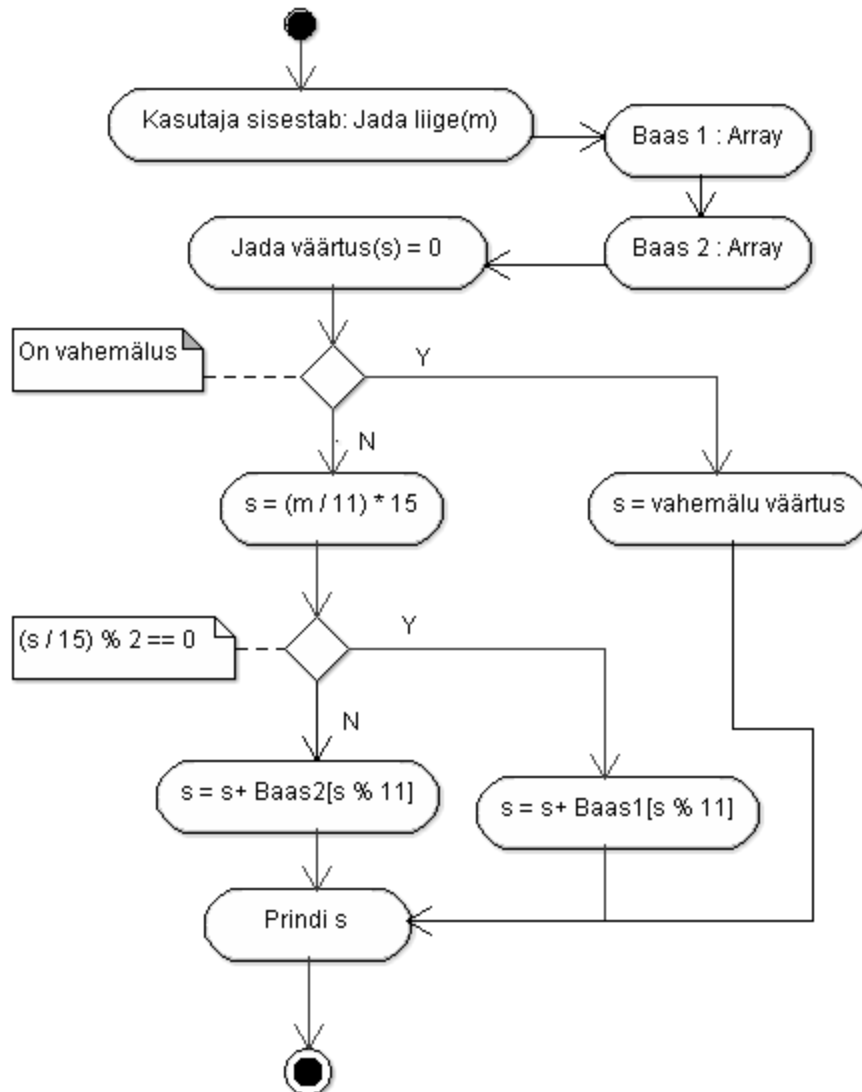 Kasutaja sisestab: Jada liige(m)
Baas 1 : Array
Jada väärtus(s) = 0
Baas 2 : Array
On vahemälus
Y
N
s = (m / 11) * 15
s = vahemälu väärtus
(s / 15) % 2 == 0
Y
N
s = s+ Baas2[s % 11]
s = s+ Baas1[s % 11]
Prindi s